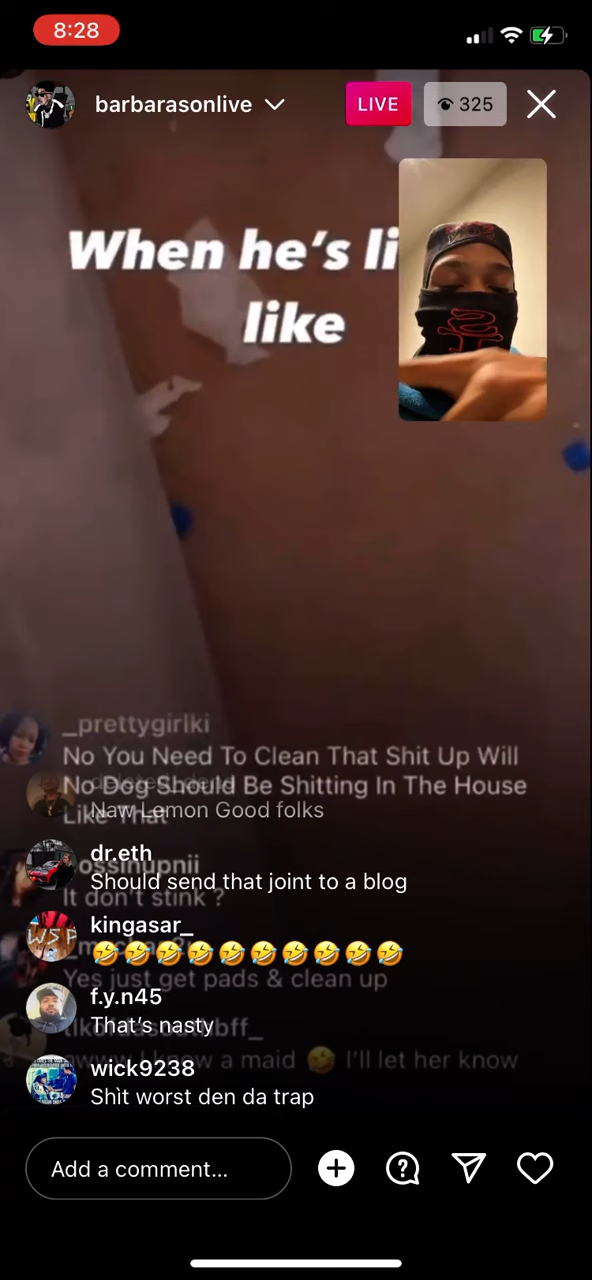 8:28
barbarasonlive
LIVE
325
When he's li
like
_prettygirlki
No You Need To Clean That Shit Up Will
No Dog Should Be Shitting In The House
Like That
Naw Lemon Good folks
dr.eth
Should send that joint to a blog
ossinupnii
It don't stink ?
kingasar_
🤣🤣🤣🤣🤣🤣🤣🤣🤣🤣
Yes just get pads & clean up
f.y.n45
That's nasty
I know a maid 🤣 I'll let her know
wick9238
Shìt worst den da trap
Add a comment...